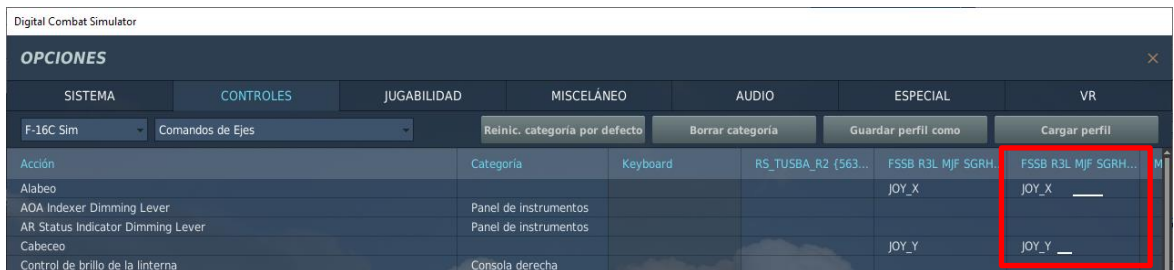 Digital Combat Simulator
OPCIONES ×
SISTEMA CONTROLES JUGABILIDAD MISCELÁNEO AUDIO ESPECIAL VR
F-16C Sim Comandos de Ejes Reinic. categoría por defecto Borrar categoría Guardar perfil como Cargar perfil
Acción Categoría Keyboard RS_TUSBA_R2 {563... FSSB R3L MJF SGRH... FSSB R3L MJF SGRH... M
Alabeo JOY_X JOY_X
AOA Indexer Dimming Lever Panel de instrumentos
AR Status Indicator Dimming Lever Panel de instrumentos
Cabeceo JOY_Y JOY_Y
Control de brillo de la linterna Consola derecha